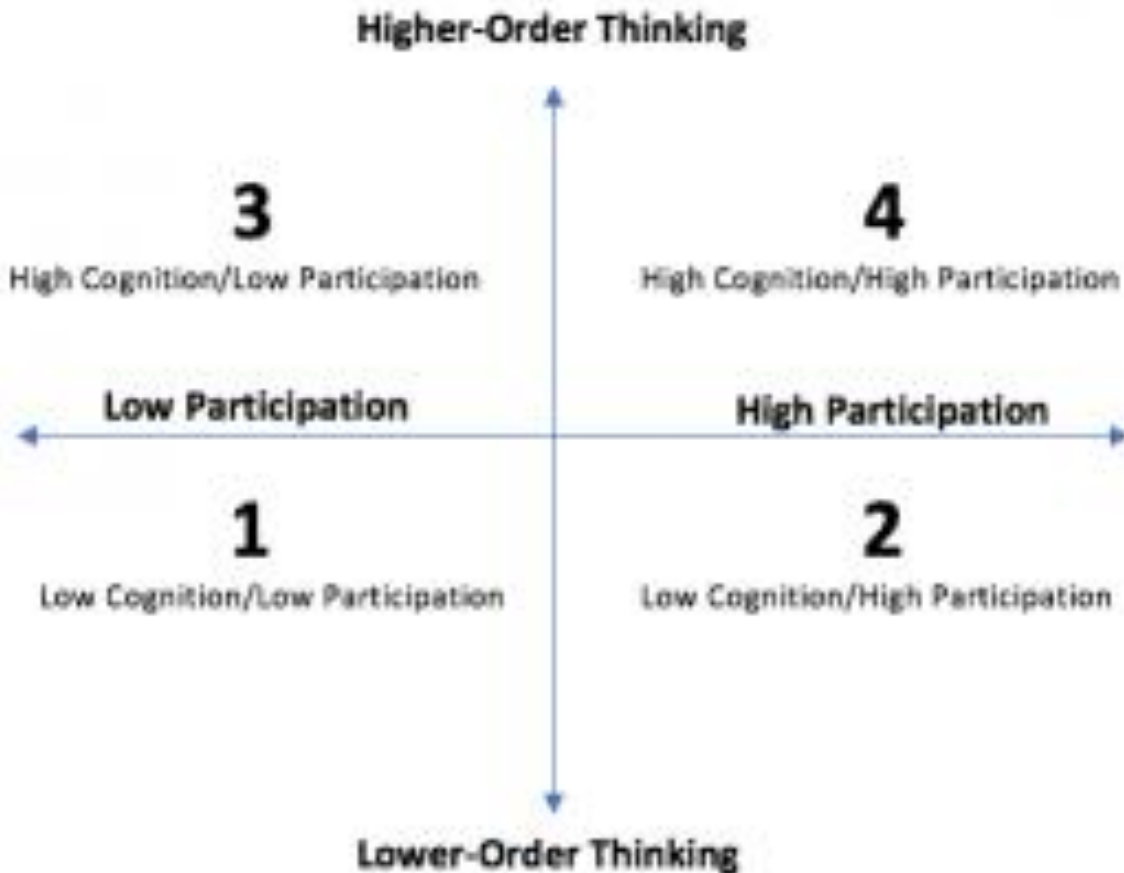 Higher-Order Thinking
3
High Cognition/Low Participation
4
High Cognition/High Participation
Low Participation
High Participation
1
Low Cognition/Low Participation
2
Low Cognition/High Participation
Lower-Order Thinking